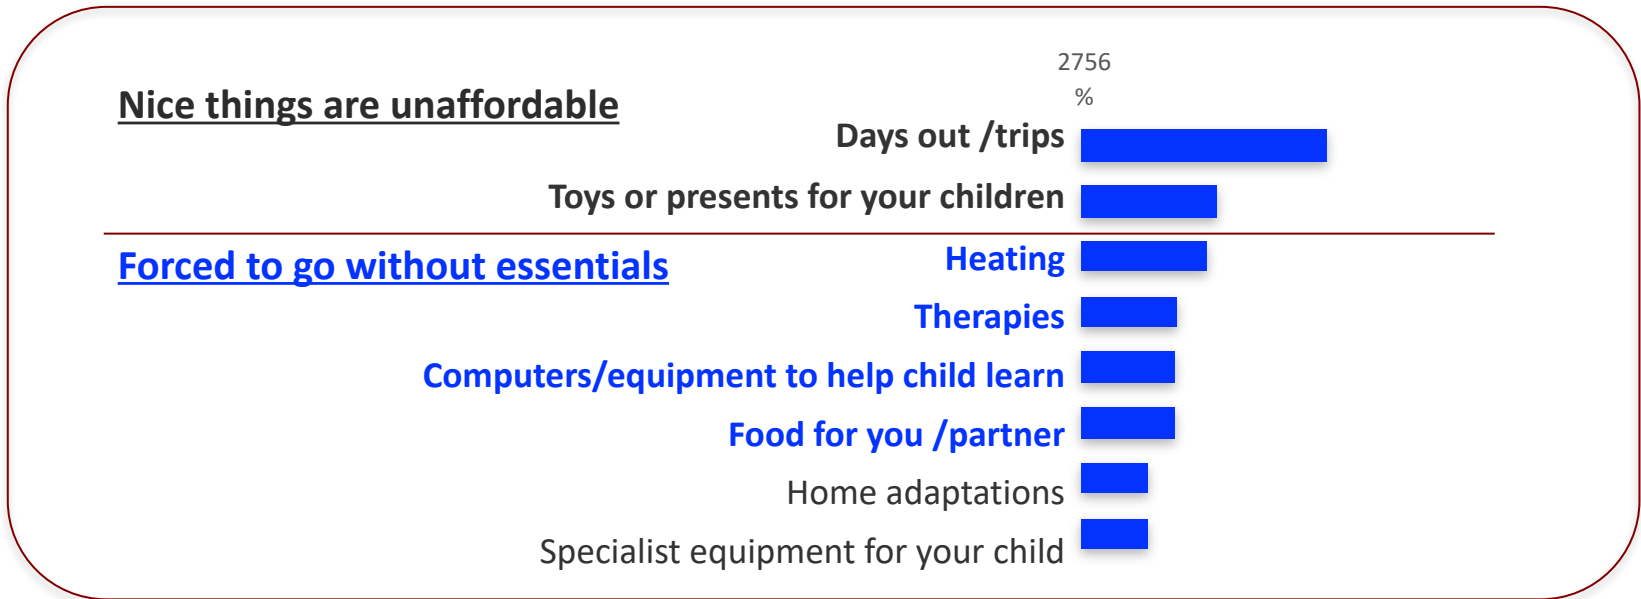 2756
%
Nice things are unaffordable
Days out /trips
Toys or presents for your children
Forced to go without essentials
Heating
Therapies
Computers/equipment to help child learn
Food for you /partner
Home adaptations
Specialist equipment for your child